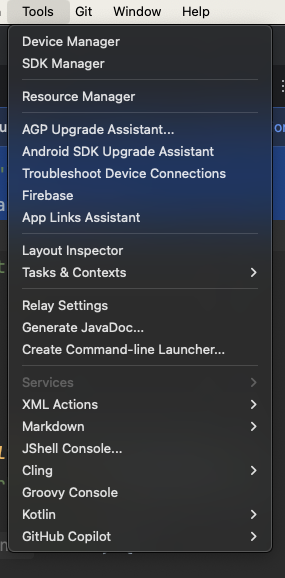 Tools Git Window Help
Device Manager
SDK Manager
Resource Manager
AGP Upgrade Assistant...
Android SDK Upgrade Assistant
Troubleshoot Device Connections
Firebase
App Links Assistant
Layout Inspector
Tasks & Contexts
Relay Settings
Generate JavaDoc...
Create Command-line Launcher...
Services
XML Actions
Markdown
JShell Console...
Cling
Groovy Console
Kotlin
GitHub Copilot